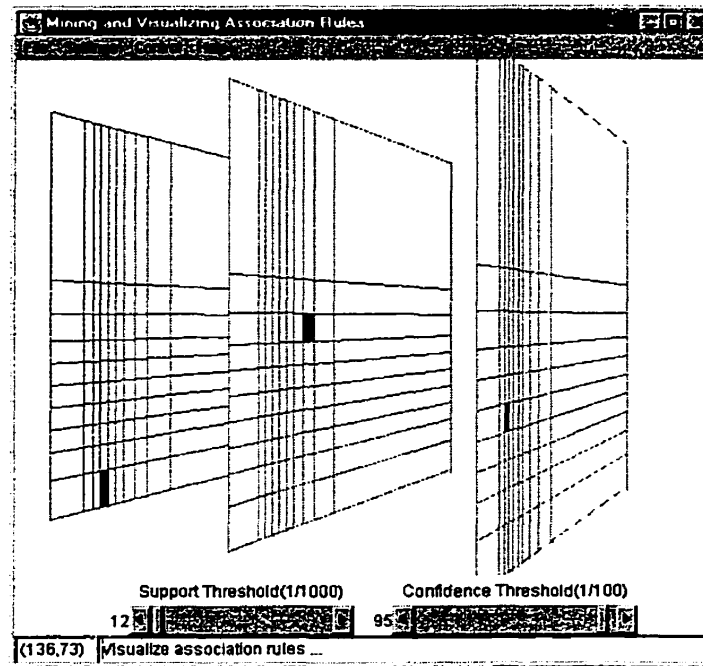 Mining and Visualizing Association Rules
Support Threshold(1/1000) Confidence Threshold(1/100)
12 95
(136,73) Visualize association rules ...